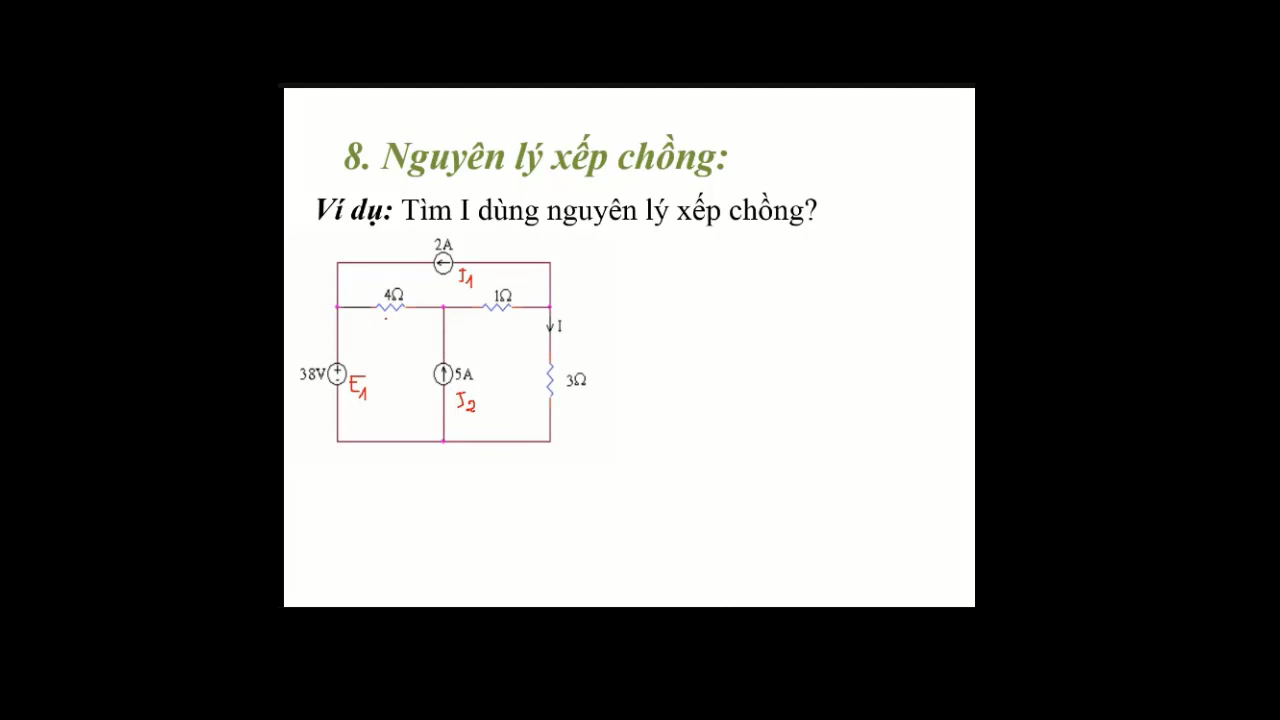 8. Nguyên lý xếp chồng:
Ví dụ: Tìm I dùng nguyên lý xếp chồng?
2A
J1
4Ω
1Ω
I
38V
E1
5A
J2
3Ω